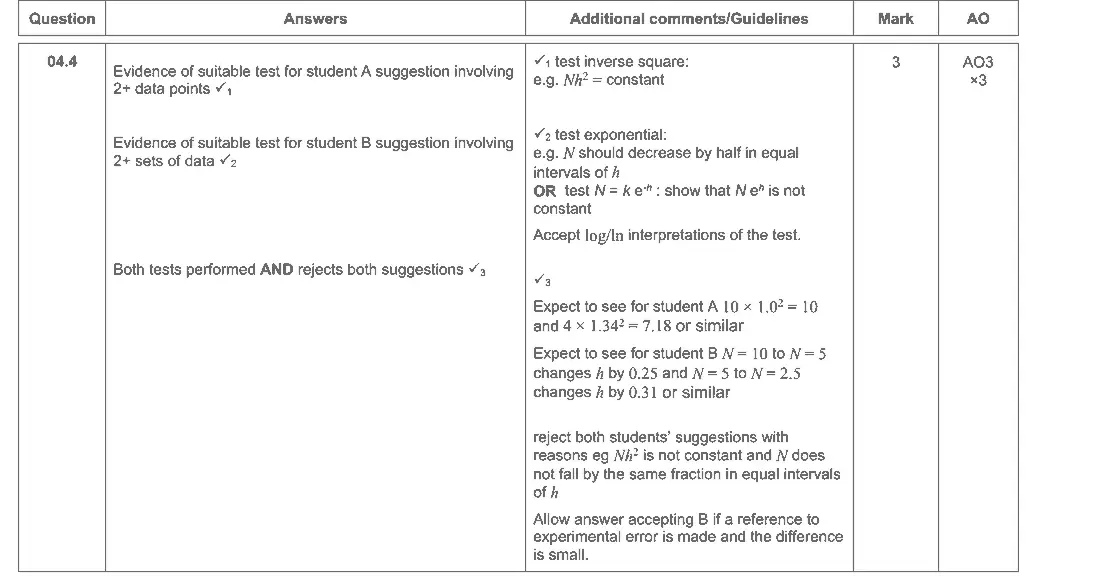 Question Answers Additional comments/Guidelines Mark AO
04.4 Evidence of suitable test for student A suggestion involving 2+ data points ✓₁
✓₁ test inverse square:
e.g. Nh² = constant
3
AO3
×3
Evidence of suitable test for student B suggestion involving
2+ sets of data ✓₂
✓₂ test exponential:
e.g. N should decrease by half in equal
intervals of h
OR test N = k e⁻ʰ : show that N eʰ is not
constant
Accept log/ln interpretations of the test.
Both tests performed AND rejects both suggestions ✓₃
✓₃
Expect to see for student A 10 × 1.0² = 10
and 4 × 1.34² = 7.18 or similar
Expect to see for student B N = 10 to N = 5
changes h by 0.25 and N = 5 to N = 2.5
changes h by 0.31 or similar
reject both students' suggestions with
reasons eg Nh² is not constant and N does
not fall by the same fraction in equal intervals
of h
Allow answer accepting B if a reference to
experimental error is made and the difference
is small.